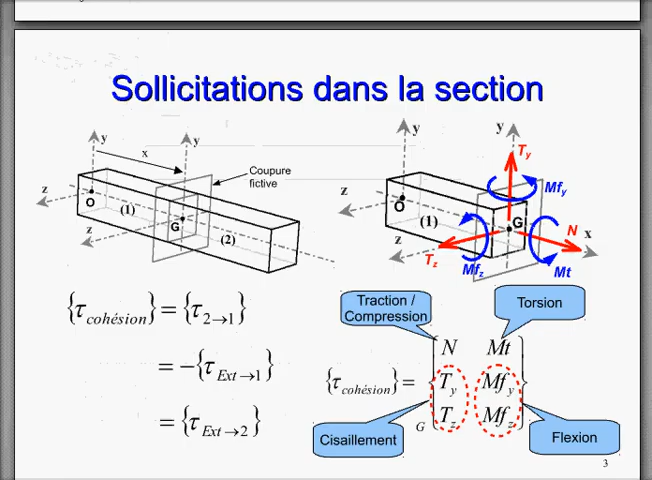 Sollicitations dans la section
y
y
x
Coupure
fictive
z
O
(1)
G
z
(2)
y
y
Ty
Mfy
z
O
(1)
G
N
x
z
Tz
Mfz
Mt
{τcohésion} = {τ2→1}
= −{τExt→1}
= {τExt→2}
Traction /
Compression
Torsion
{τcohésion} =
N Mt
Ty Mfy
Tz Mfz
G
Cisaillement
Flexion
3